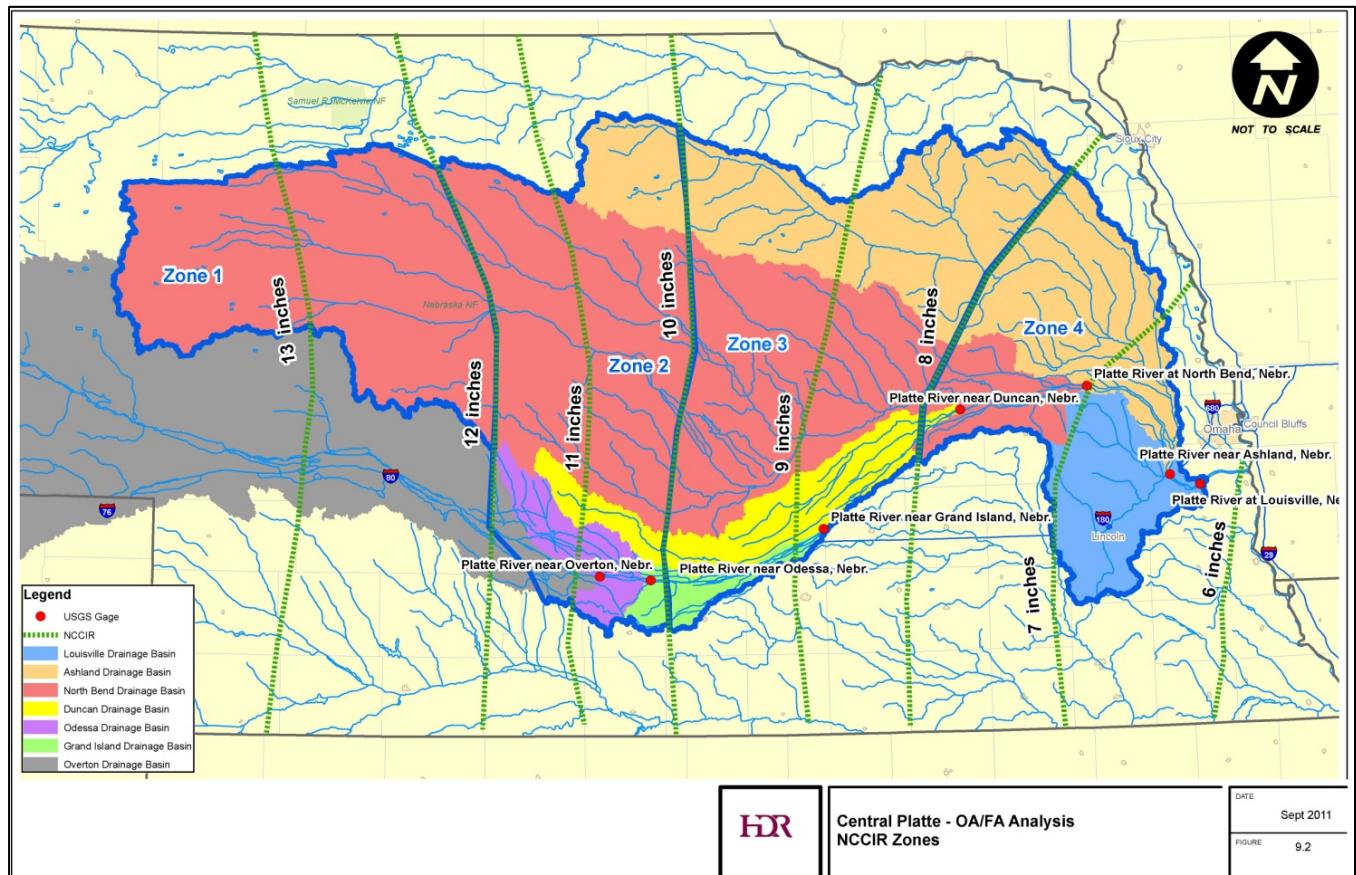 Samuel R. McKelvie NF
Sioux City
N
NOT TO SCALE
Zone 1
Nebraska NF
13 inches
12 inches
11 inches
10 inches
9 inches
8 inches
7 inches
6 inches
Zone 2
Zone 3
Zone 4
Platte River at North Bend, Nebr.
Platte River near Duncan, Nebr.
680
Omaha
Council Bluffs
Platte River near Ashland, Nebr.
Platte River at Louisville, Ne
80
76
180
Lincoln
29
Platte River near Grand Island, Nebr.
Platte River near Overton, Nebr.
Platte River near Odessa, Nebr.
Legend
USGS Gage
NCCIR
Louisville Drainage Basin
Ashland Drainage Basin
North Bend Drainage Basin
Duncan Drainage Basin
Odessa Drainage Basin
Grand Island Drainage Basin
Overton Drainage Basin
HDR
Central Platte - OA/FA Analysis
NCCIR Zones
DATE
Sept 2011
FIGURE
9.2